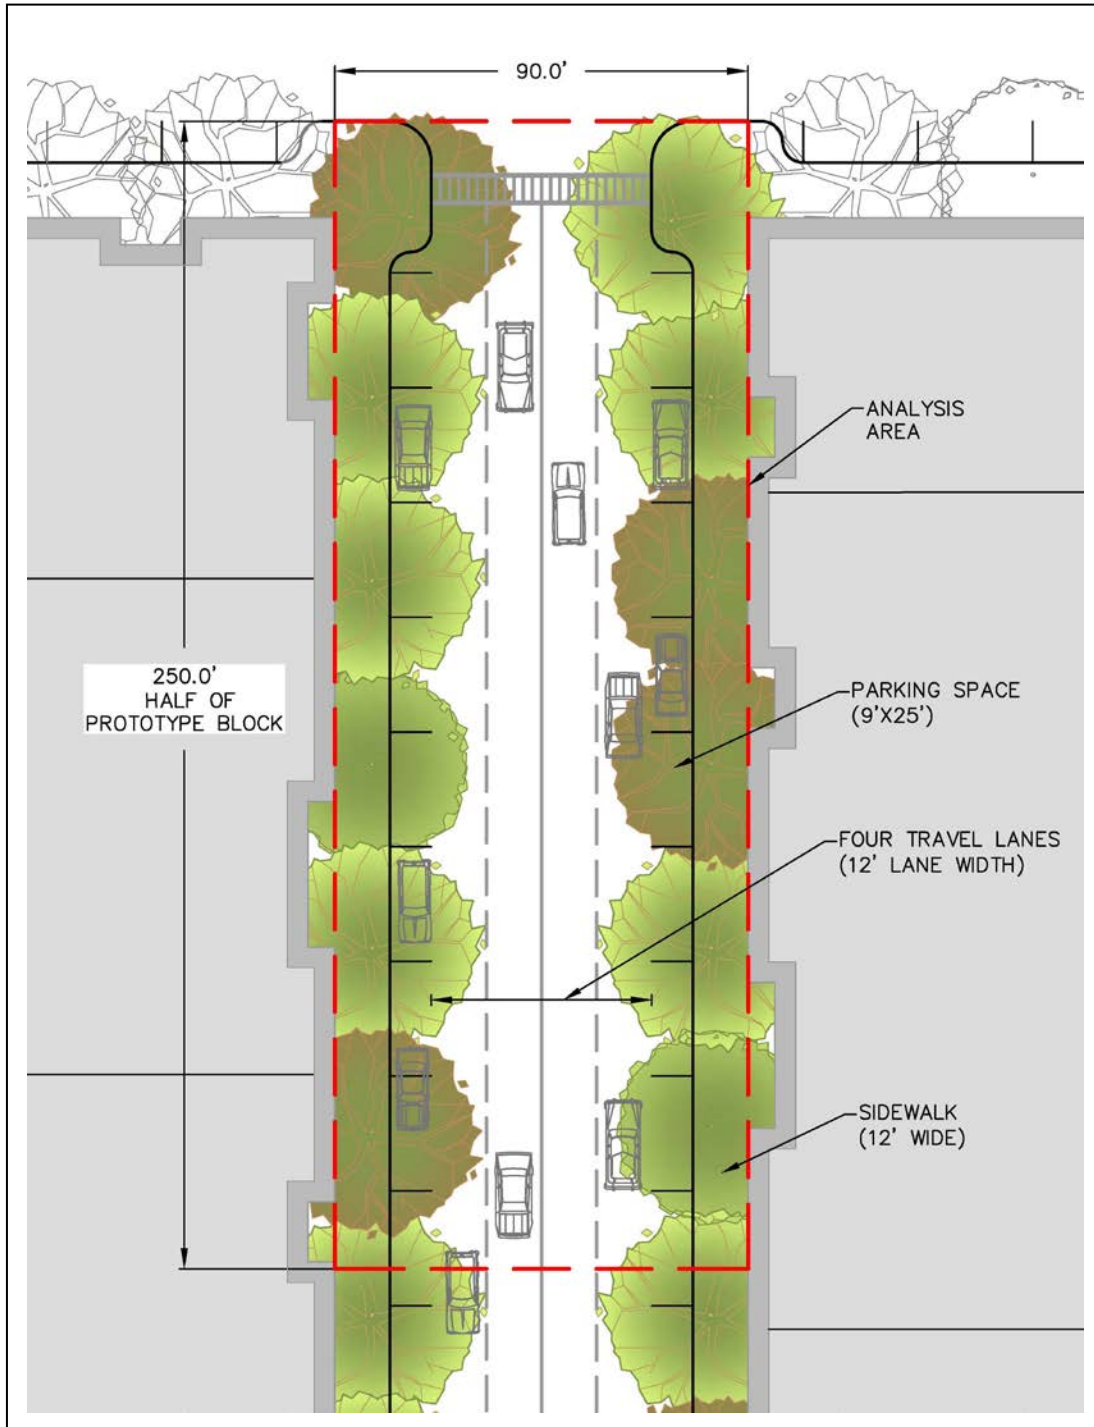 90.0'
ANALYSIS
AREA
250.0'
HALF OF
PROTOTYPE BLOCK
PARKING SPACE
(9'X25')
FOUR TRAVEL LANES
(12' LANE WIDTH)
SIDEWALK
(12' WIDE)